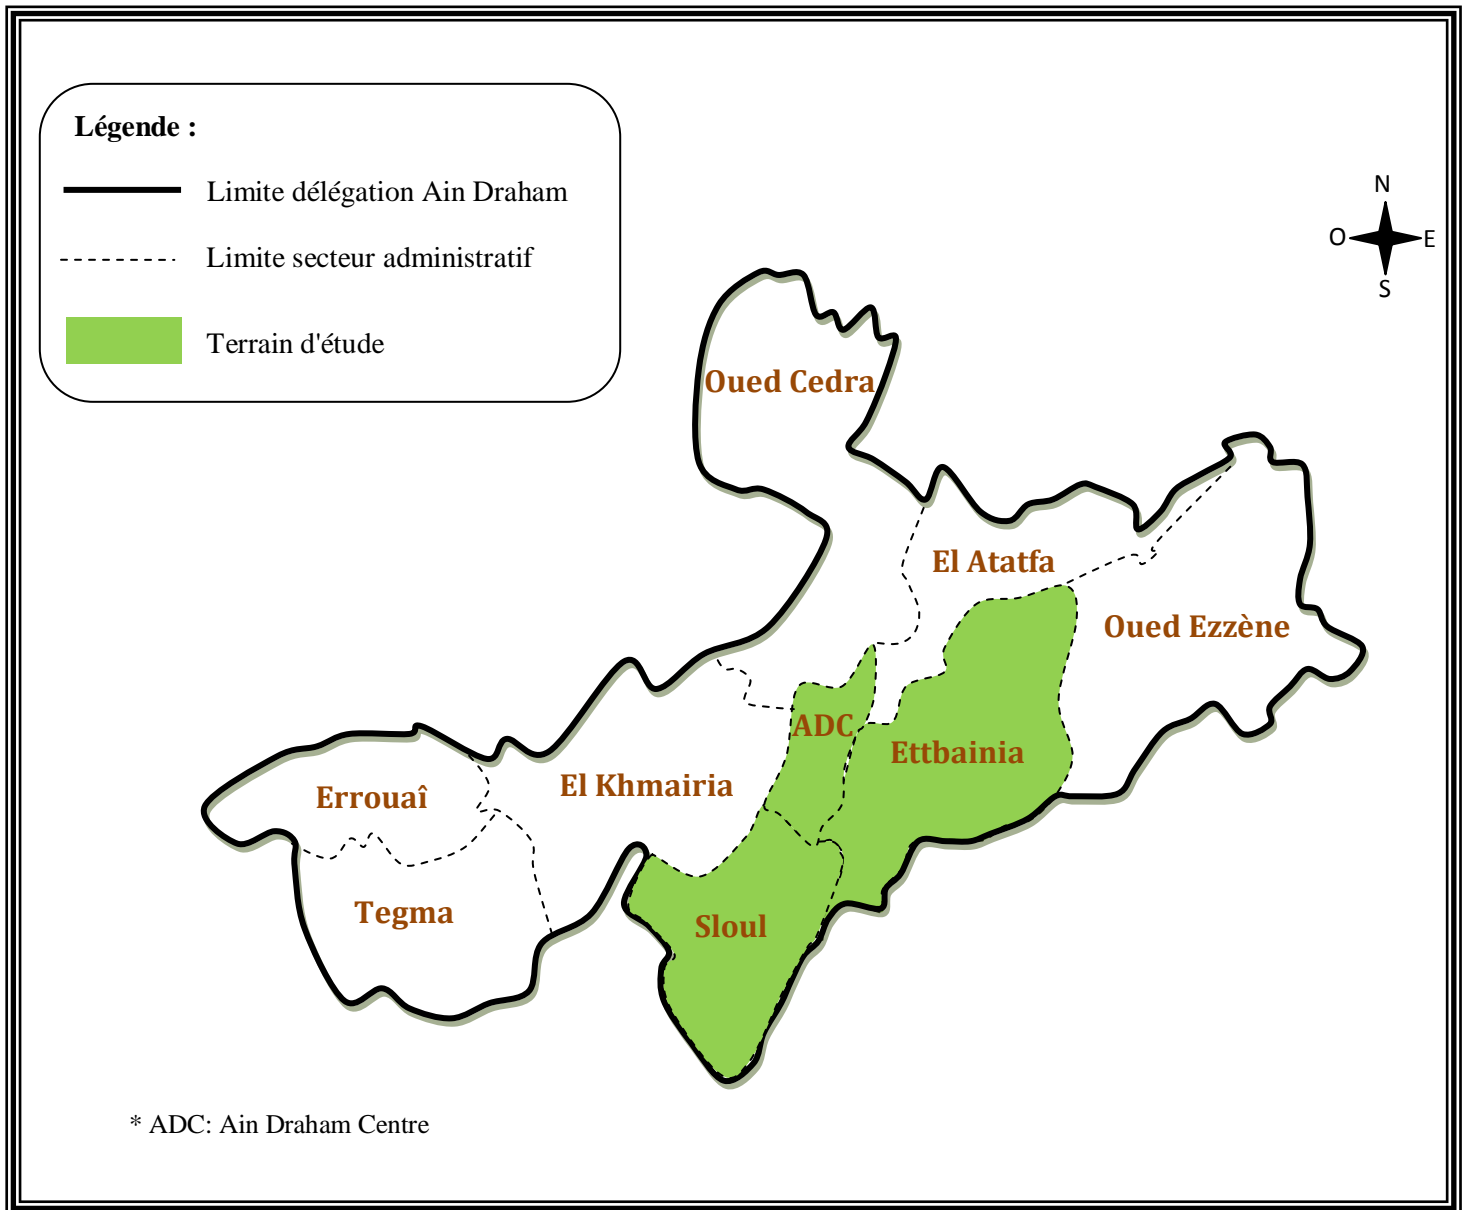 Légende :
Limite délégation Ain Draham
Limite secteur administratif
Terrain d'étude
N
O
E
S
Oued Cedra
El Atatfa
Oued Ezzène
ADC
Ettbainia
El Khmairia
Errouaî
Tegma
Sloul
* ADC: Ain Draham Centre